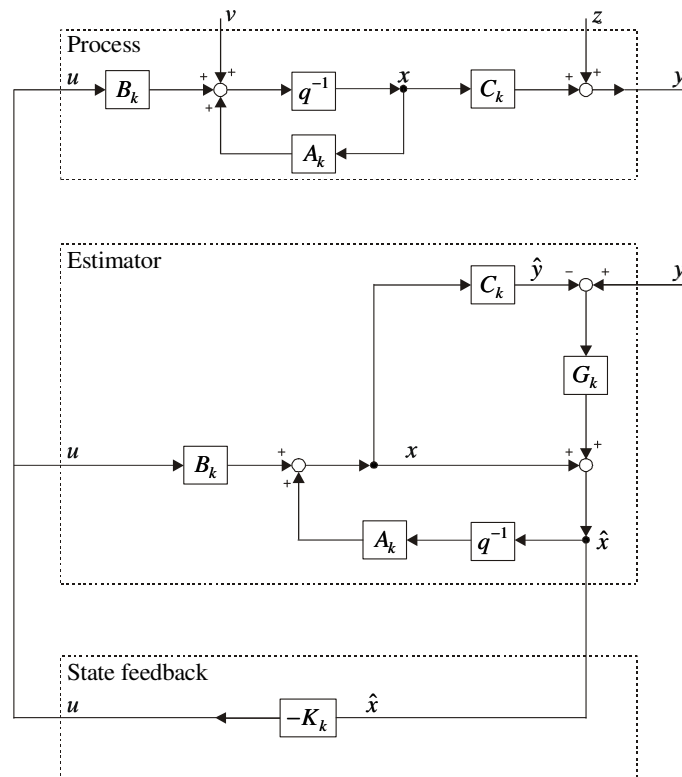 v z
Process
u B_k + + + q⁻¹ x C_k + + y
A_k
Estimator
C_k ŷ − + y
G_k
u B_k + + x + +
A_k q⁻¹ x̂
State feedback
u −K_k x̂